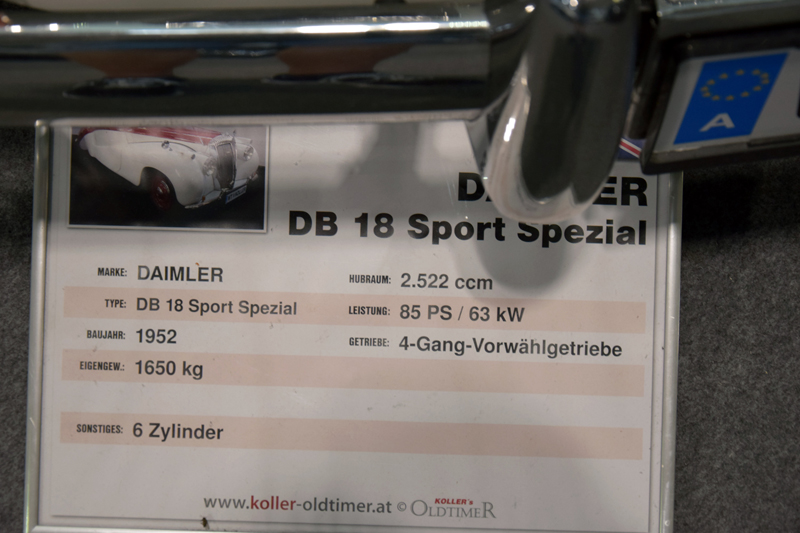 A
DB 18 Sport Spezial
MARKE: DAIMLER
TYPE: DB 18 Sport Spezial
BAUJAHR: 1952
EIGENGEW.: 1650 kg
SONSTIGES: 6 Zylinder
HUBRAUM: 2.522 ccm
LEISTUNG: 85 PS / 63 kW
GETRIEBE: 4-Gang-Vorwählgetriebe
www.koller-oldtimer.at © KOLLER's OLDTIMER